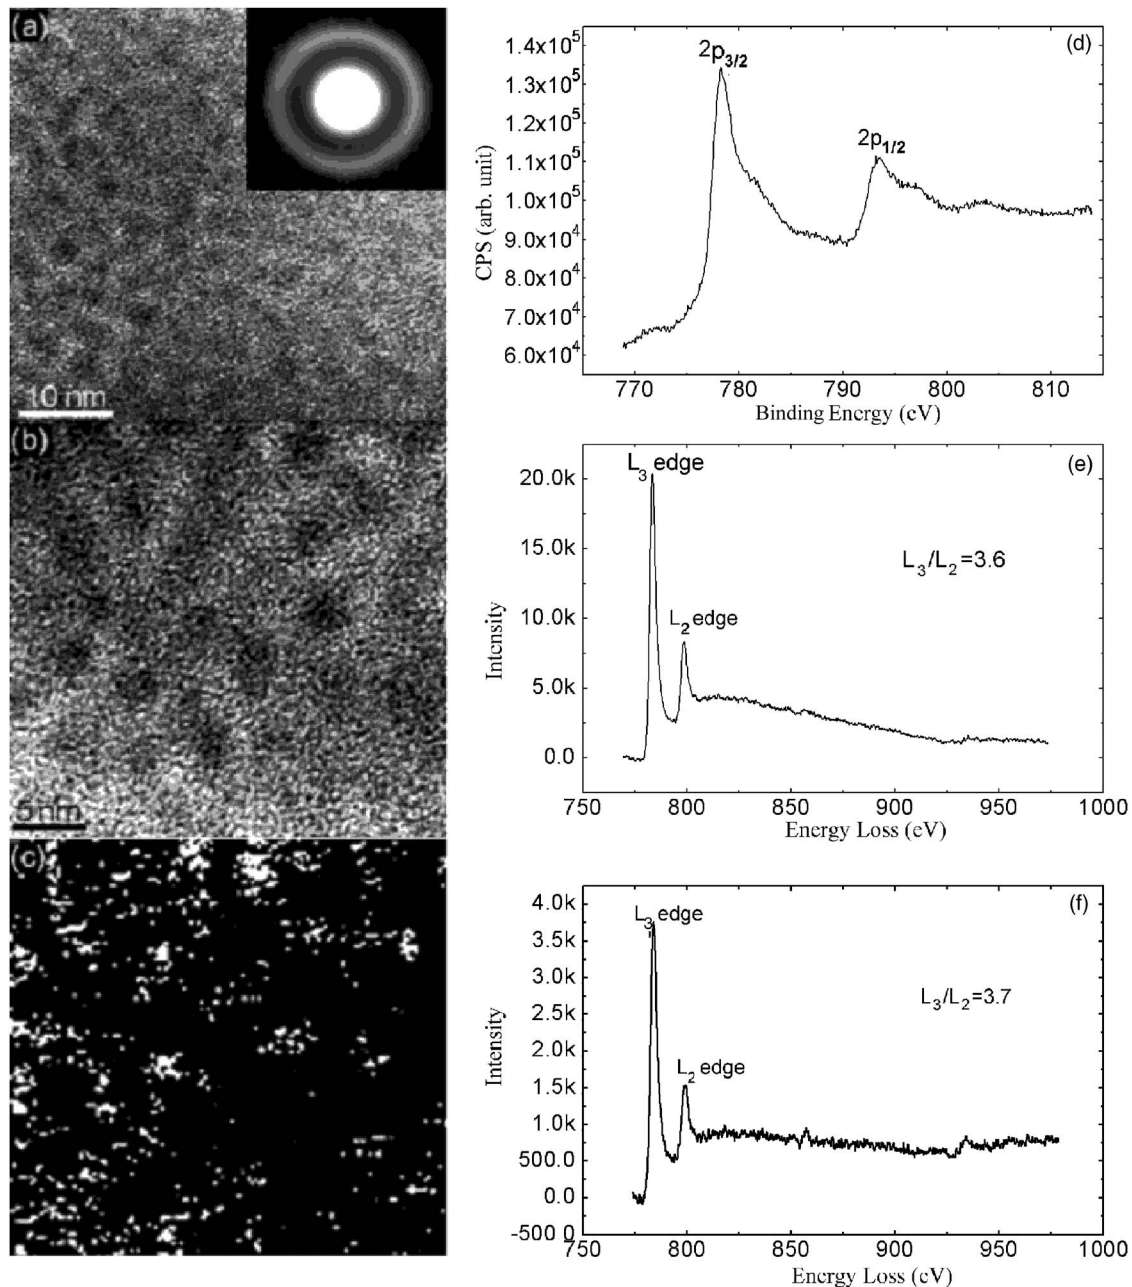 (a)
10 nm
(b)
5 nm
(c)
(d)
2p3/2
2p1/2
1.4x10^5
1.3x10^5
1.2x10^5
1.1x10^5
1.0x10^5
9.0x10^4
8.0x10^4
7.0x10^4
6.0x10^4
CPS (arb. unit)
770 780 790 800 810
Binding Energy (eV)
(e)
L3 edge
L2 edge
L3/L2=3.6
20.0k
15.0k
10.0k
5.0k
0.0
Intensity
750 800 850 900 950 1000
Energy Loss (eV)
(f)
L3 edge
L2 edge
L3/L2=3.7
4.0k
3.5k
3.0k
2.5k
2.0k
1.5k
1.0k
500.0
0.0
-500.0
Intensity
750 800 850 900 950 1000
Energy Loss (eV)